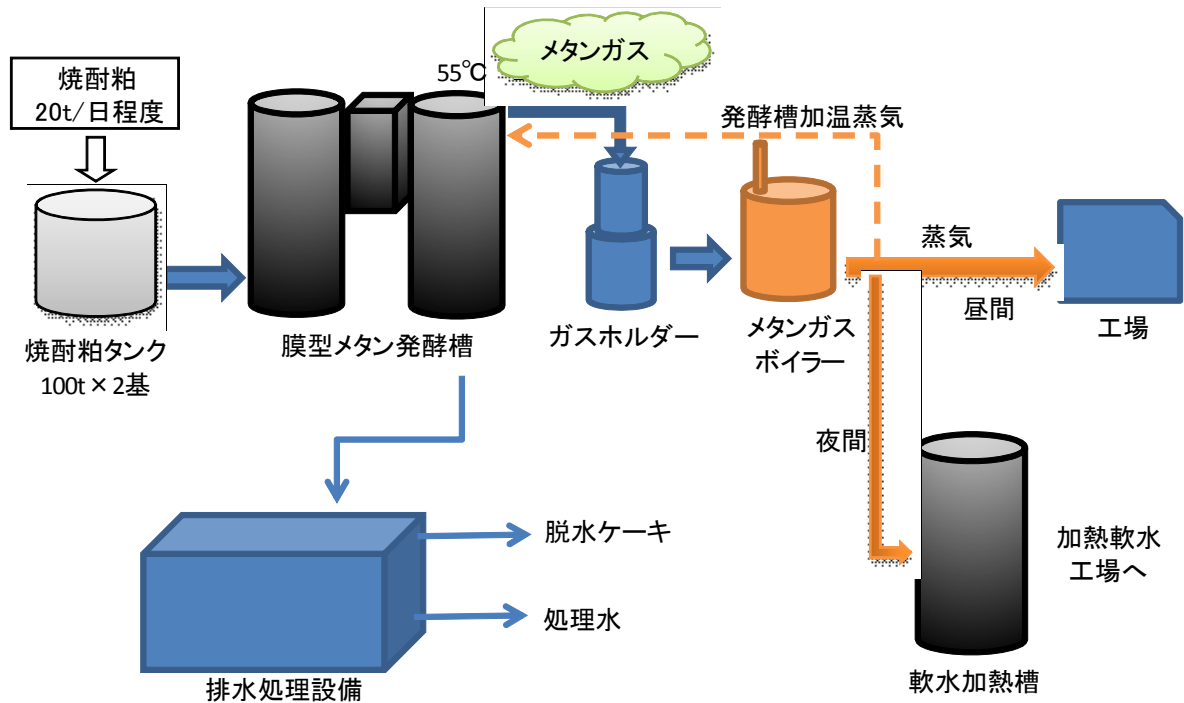 焼酎粕
20t/日程度
焼酎粕タンク
100t×2基
55℃
メタンガス
膜型メタン発酵槽
発酵槽加温蒸気
ガスホルダー
メタンガス
ボイラー
蒸気
昼間
工場
夜間
加熱軟水
工場へ
軟水加熱槽
脱水ケーキ
処理水
排水処理設備